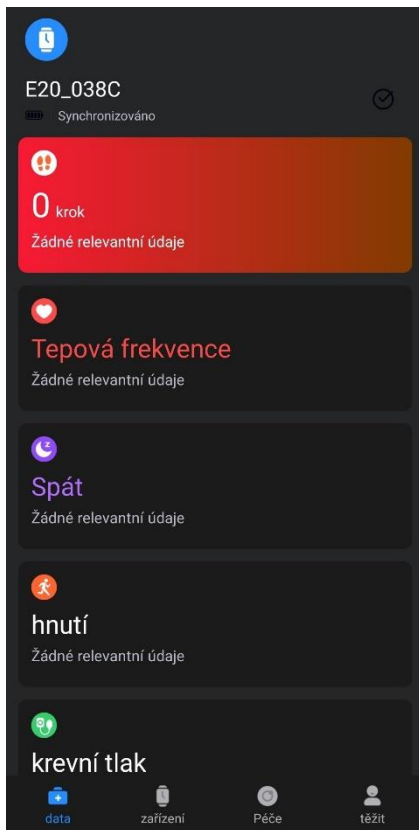 E20_038C
Synchronizováno
0 krok
Žádné relevantní údaje
Tepová frekvence
Žádné relevantní údaje
Spát
Žádné relevantní údaje
hnutí
Žádné relevantní údaje
krevní tlak
data zařízení Péče těžit